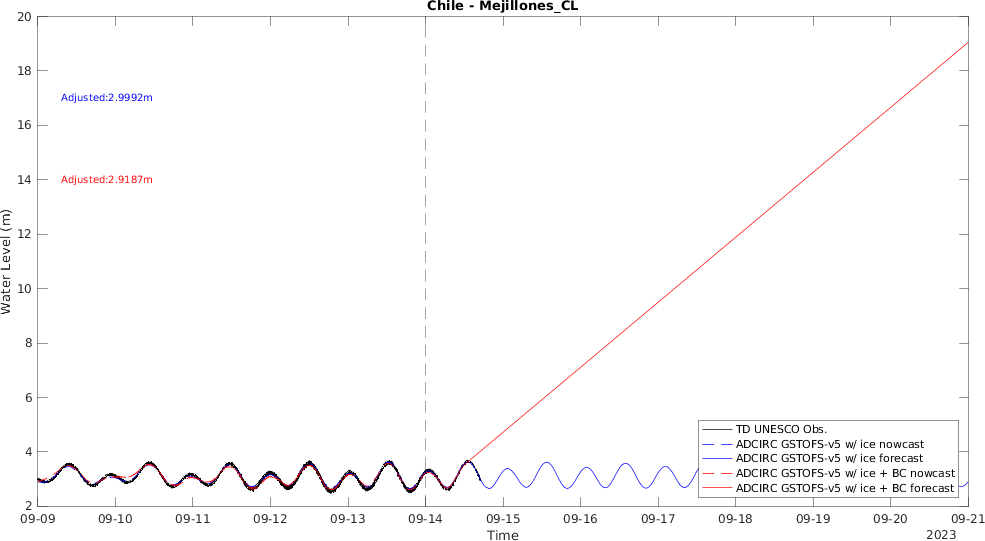 Chile - Mejillones_CL
20
18
16
14
12
10
8
6
4
2
Water Level (m)
Adjusted:2.9992m
Adjusted:2.9187m
TD UNESCO Obs.
ADCIRC GSTOFS-v5 w/ ice nowcast
ADCIRC GSTOFS-v5 w/ ice forecast
ADCIRC GSTOFS-v5 w/ ice + BC nowcast
ADCIRC GSTOFS-v5 w/ ice + BC forecast
09-09 09-10 09-11 09-12 09-13 09-14 09-15 09-16 09-17 09-18 09-19 09-20 09-21
Time
2023